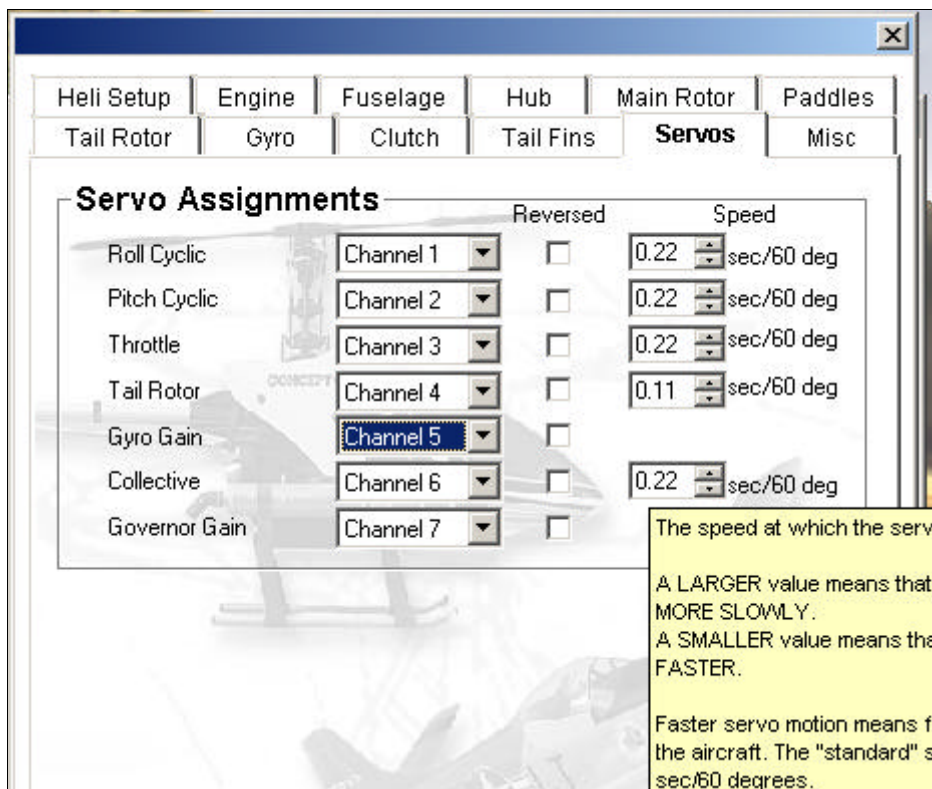 Heli Setup Engine Fuselage Hub Main Rotor Paddles
Tail Rotor Gyro Clutch Tail Fins Servos Misc
Servo Assignments
Reversed Speed
Roll Cyclic Channel 1 0.22 sec/60 deg
Pitch Cyclic Channel 2 0.22 sec/60 deg
Throttle Channel 3 0.22 sec/60 deg
Tail Rotor Channel 4 0.11 sec/60 deg
Gyro Gain Channel 5
Collective Channel 6 0.22 sec/60 deg
Governor Gain Channel 7
CONCEPT
The speed at which the serv
A LARGER value means that
MORE SLOWLY.
A SMALLER value means tha
FASTER.
Faster servo motion means f
the aircraft. The "standard" s
sec/60 degrees.